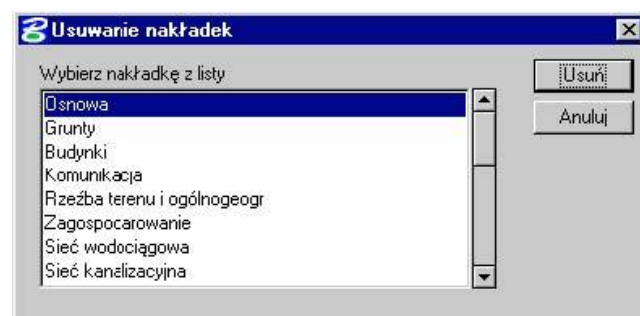 Usuwanie nakładek
Wybierz nakładkę z listy
Osnowa
Grunty
Budynki
Komunikacja
Rzeźba terenu i ogólnogeogr
Zagospocarowanie
Sieć wodociągowa
Sieć kanalizacyjna
Usuń
Anuluj